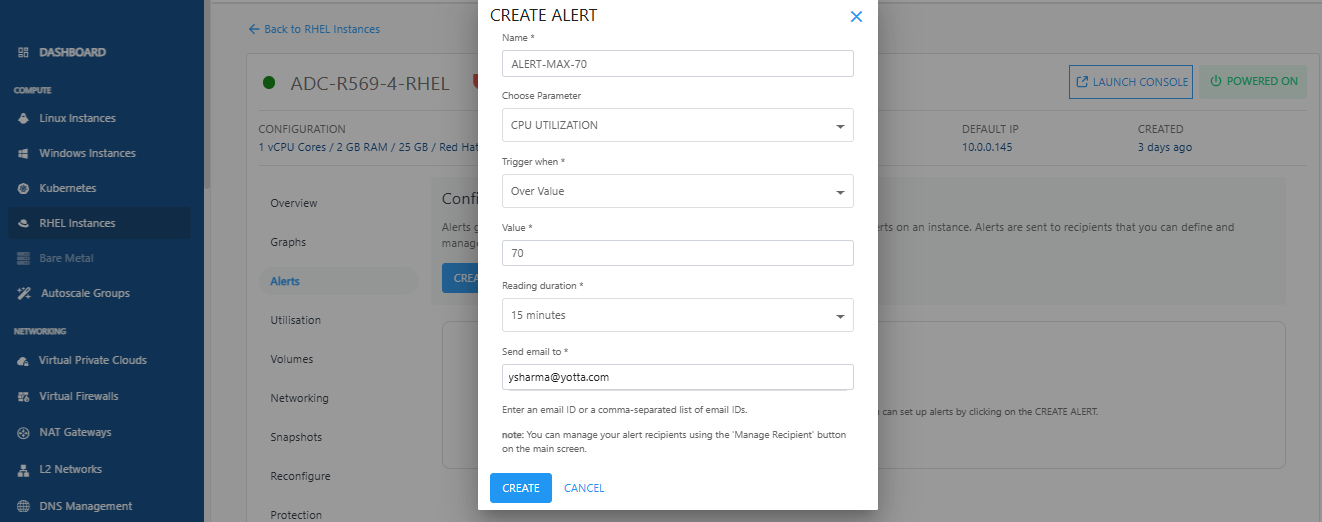 DASHBOARD
COMPUTE
Linux Instances
Windows Instances
Kubernetes
RHEL Instances
Bare Metal
Autoscale Groups
NETWORKING
Virtual Private Clouds
Virtual Firewalls
NAT Gateways
L2 Networks
DNS Management
Back to RHEL Instances
ADC-R569-4-RHEL
LAUNCH CONSOLE
POWERED ON
CONFIGURATION
1 vCPU Cores / 2 GB RAM / 25 GB / Red Hat
DEFAULT IP
10.0.0.145
CREATED
3 days ago
Overview
Graphs
Alerts
Utilisation
Volumes
Networking
Snapshots
Reconfigure
Protection
Alerts
on an instance. Alerts are sent to recipients that you can define and
can set up alerts by clicking on the CREATE ALERT.
CREATE ALERT
Name *
ALERT-MAX-70
Choose Parameter
CPU UTILIZATION
Trigger when *
Over Value
Value *
70
Reading duration *
15 minutes
Send email to *
ysharma@yotta.com
Enter an email ID or a comma-separated list of email IDs.
note: You can manage your alert recipients using the 'Manage Recipient' button
on the main screen.
CREATE
CANCEL